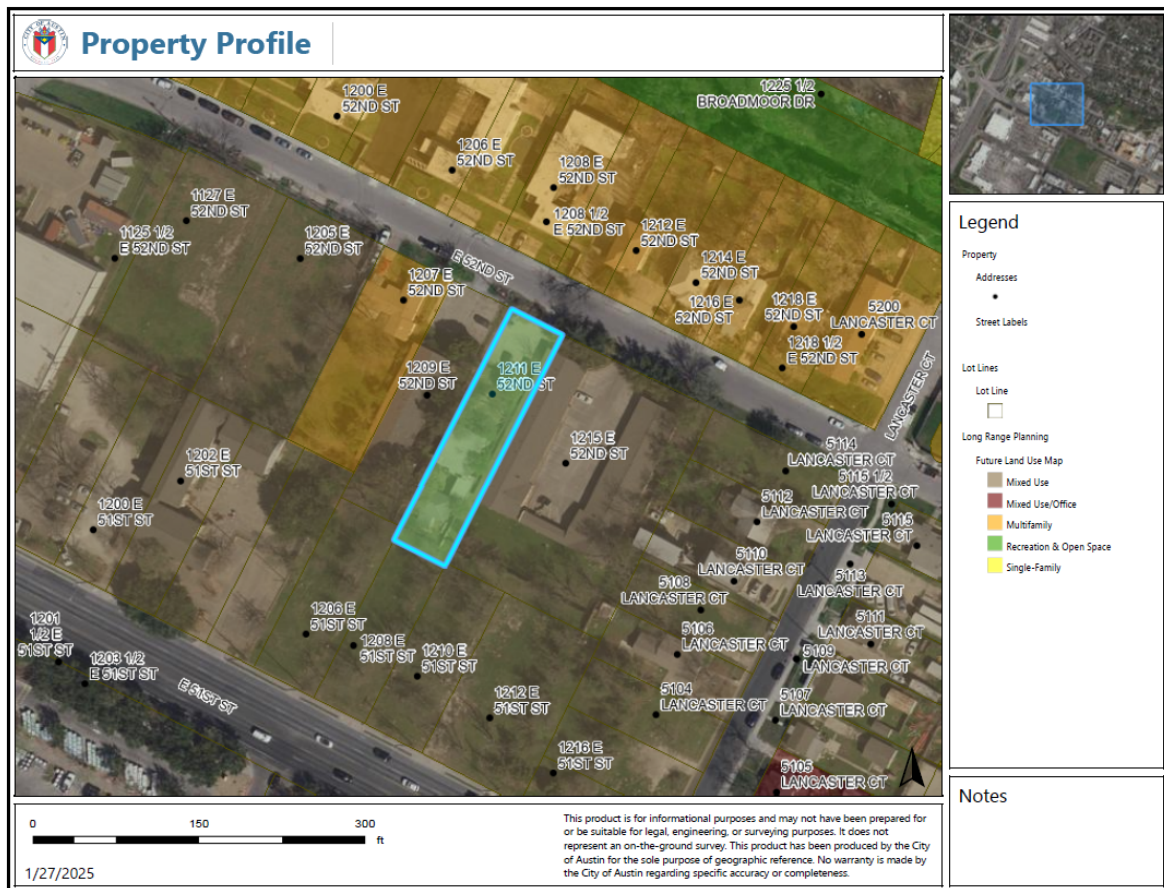 CITY OF AUSTIN
Property Profile
1225 1/2
BROADMOOR DR
1200 E
52ND ST
1206 E
52ND ST
1208 E
52ND ST
1127 E
52ND ST
1208 1/2
E 52ND ST
1212 E
52ND ST
1125 1/2
E 52ND ST
1205 E
52ND ST
E 52ND ST
1214 E
52ND ST
1207 E
52ND ST
1216 E
52ND ST
1218 E
52ND ST
5200
LANCASTER CT
1218 1/2
E 52ND ST
LANCASTER CT
1209 E
52ND ST
1211 E
52ND ST
1215 E
52ND ST
5114
LANCASTER CT
1202 E
51ST ST
5115 1/2
LANCASTER CT
5112
LANCASTER CT
1200 E
51ST ST
5115
LANCASTER CT
5110
LANCASTER CT
5108
LANCASTER CT
5113
LANCASTER CT
1206 E
51ST ST
5111
LANCASTER CT
1201
1/2 E
51ST ST
1208 E
51ST ST
1210 E
51ST ST
5106
LANCASTER CT
5109
LANCASTER CT
1203 1/2
E 51ST ST
E 51ST ST
1212 E
51ST ST
5104
LANCASTER CT
5107
LANCASTER CT
1216 E
51ST ST
5105
LANCASTER CT
Legend
Property
Addresses
Street Labels
Lot Lines
Lot Line
Long Range Planning
Future Land Use Map
Mixed Use
Mixed Use/Office
Multifamily
Recreation & Open Space
Single-Family
Notes
0 150 300
ft
1/27/2025
This product is for informational purposes and may not have been prepared for
or be suitable for legal, engineering, or surveying purposes. It does not
represent an on-the-ground survey. This product has been produced by the City
of Austin for the sole purpose of geographic reference. No warranty is made by
the City of Austin regarding specific accuracy or completeness.